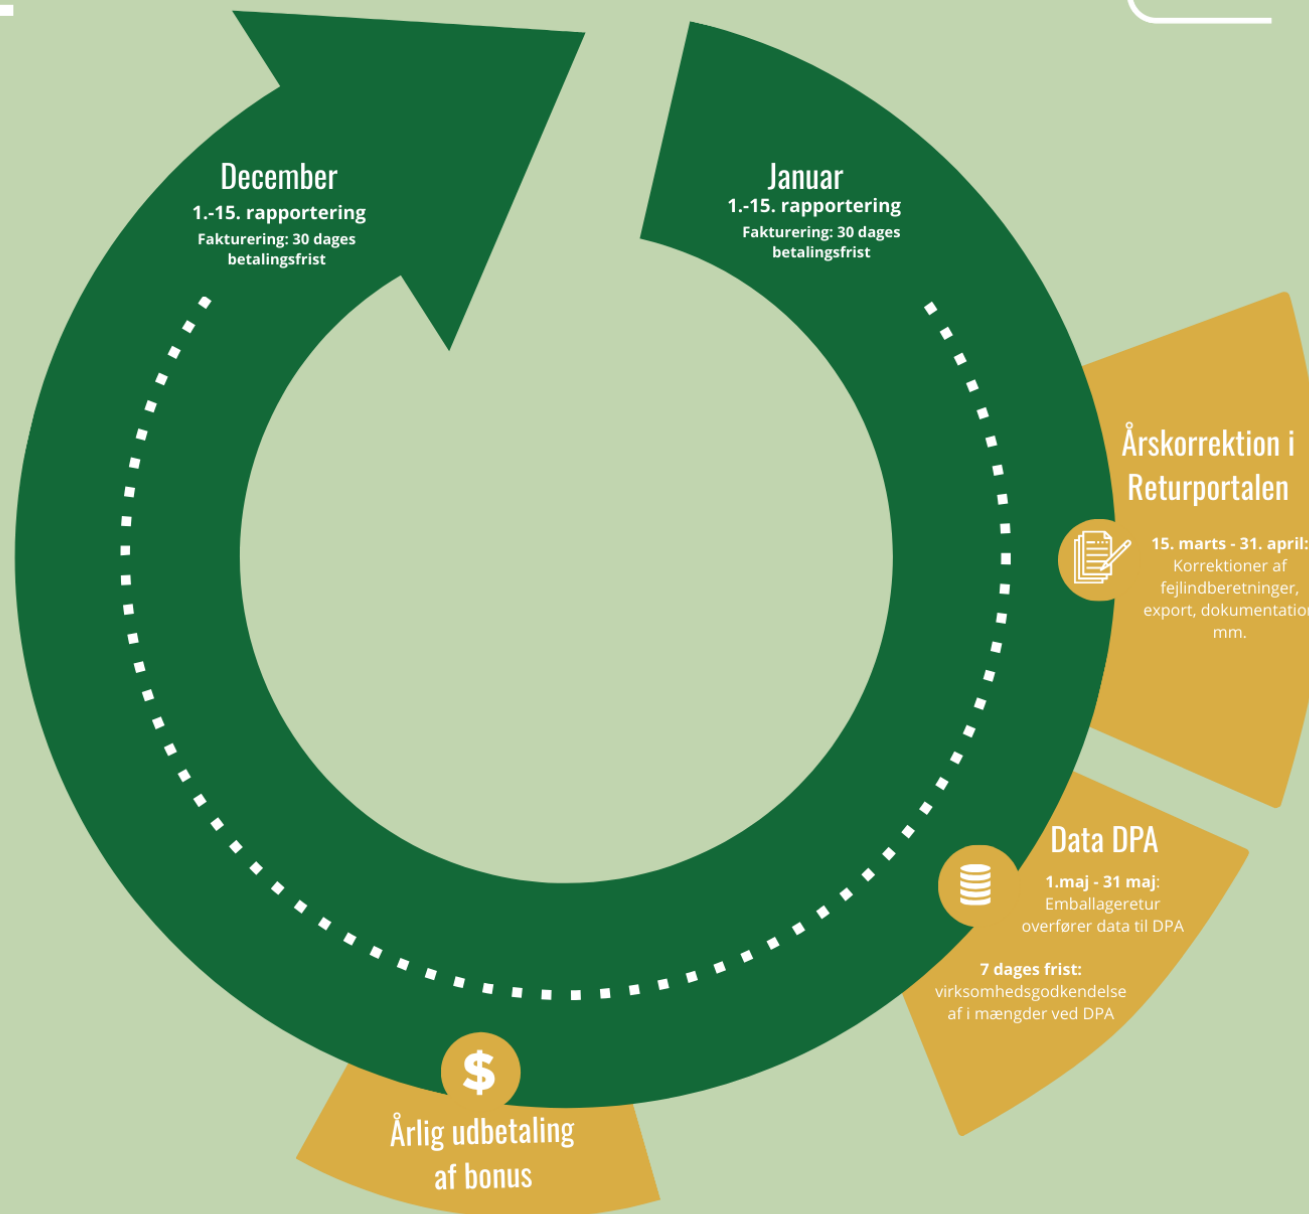 December
1.-15. rapportering
Fakturering: 30 dages
betalingsfrist
Januar
1.-15. rapportering
Fakturering: 30 dages
betalingsfrist
Årskorrektion i
Returportalen
15. marts - 31. april:
Korrektioner af
fejlindberetninger,
export, dokumentation
mm.
Data DPA
1.maj - 31 maj:
Emballageretur
overfører data til DPA
7 dages frist:
virksomhedsgodkendelse
af i mængder ved DPA
$
Årlig udbetaling
af bonus